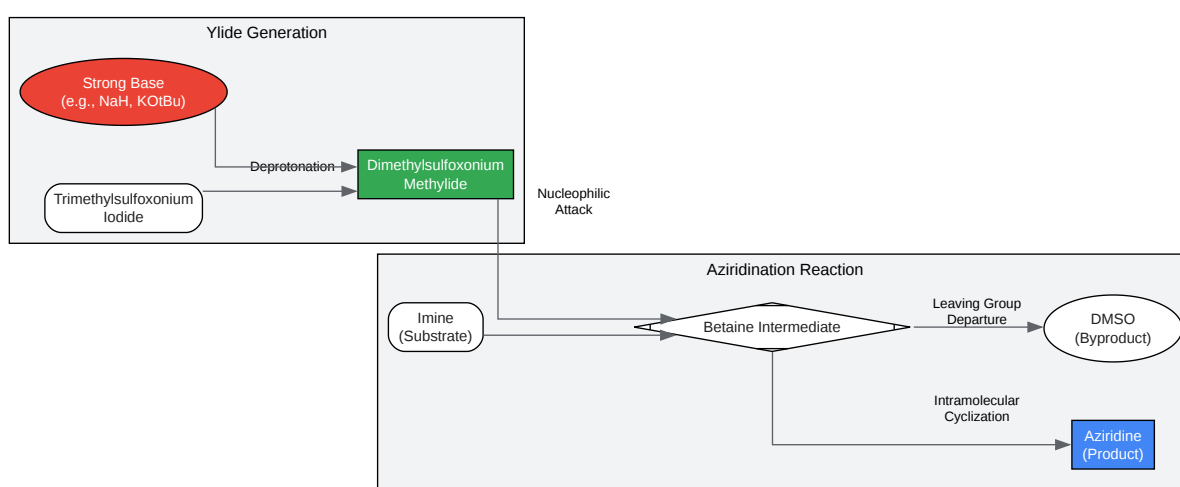 Ylide Generation
Strong Base
(e.g., NaH, KOtBu)
Deprotonation
Dimethylsulfoxonium
Methylide
Trimethylsulfoxonium
Iodide
Nucleophilic
Attack
Aziridination Reaction
Imine
(Substrate)
Betaine Intermediate
Leaving Group
Departure
DMSO
(Byproduct)
Intramolecular
Cyclization
Aziridine
(Product)